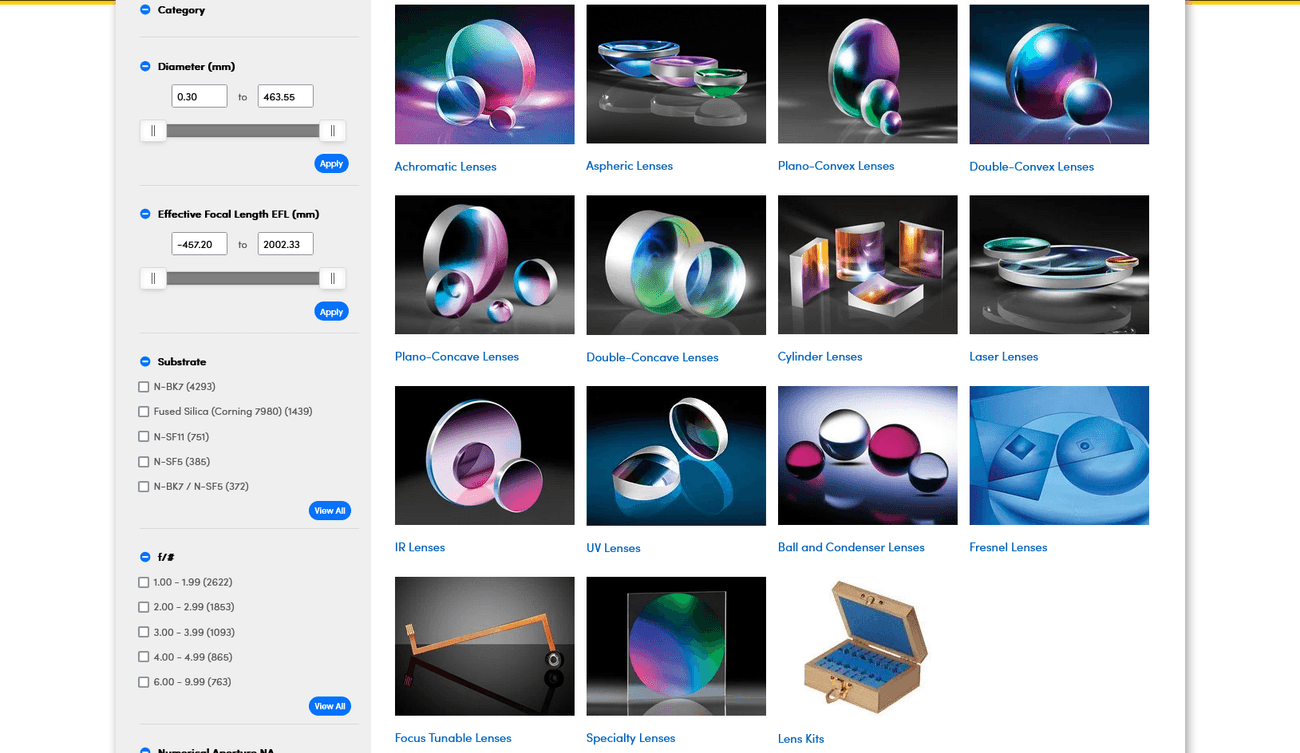 Category
Diameter (mm)
0.30 to 463.55
Apply
Effective Focal Length EFL (mm)
-457.20 to 2002.33
Apply
Substrate
N-BK7 (4293)
Fused Silica (Corning 7980) (1439)
N-SF11 (751)
N-SF5 (385)
N-BK7 / N-SF5 (372)
View All
f/#
1.00 - 1.99 (2622)
2.00 - 2.99 (1853)
3.00 - 3.99 (1093)
4.00 - 4.99 (865)
6.00 - 9.99 (763)
View All
Numerical Aperture NA
Achromatic Lenses
Aspheric Lenses
Plano-Convex Lenses
Double-Convex Lenses
Plano-Concave Lenses
Double-Concave Lenses
Cylinder Lenses
Laser Lenses
IR Lenses
UV Lenses
Ball and Condenser Lenses
Fresnel Lenses
Focus Tunable Lenses
Specialty Lenses
Lens Kits